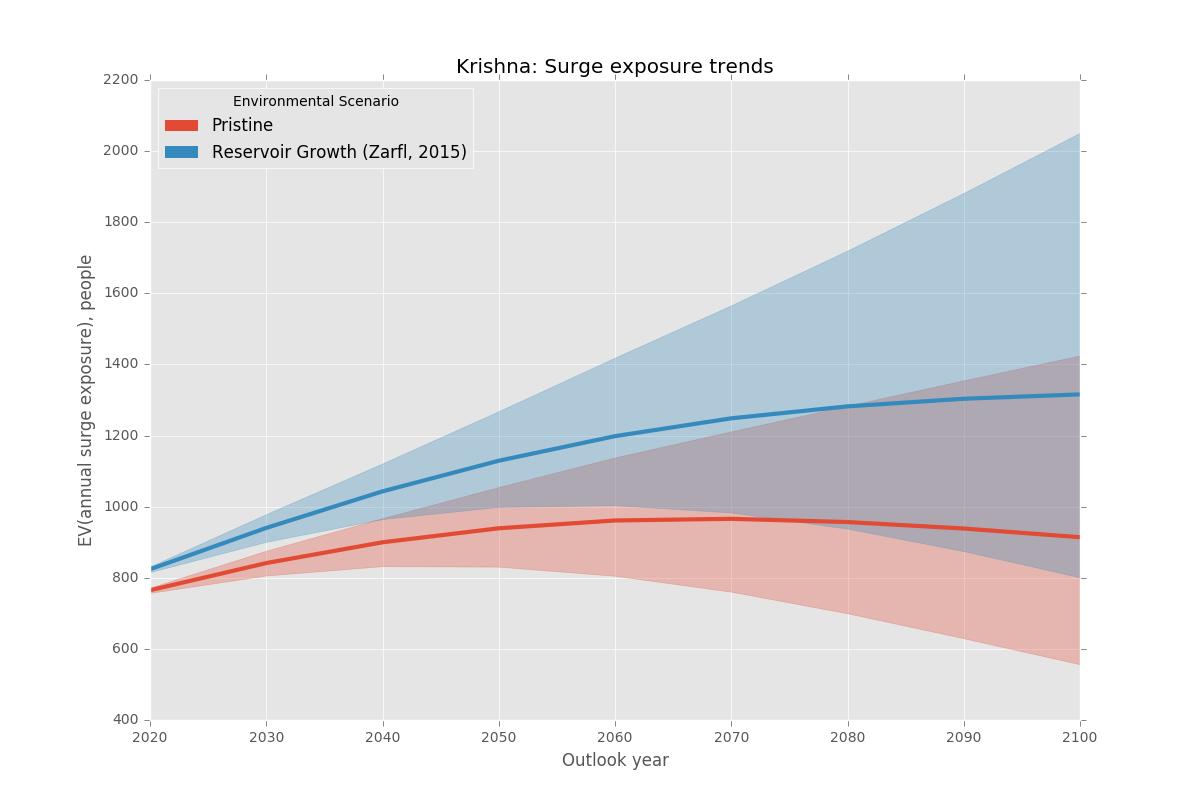 Krishna: Surge exposure trends
Environmental Scenario
Pristine
Reservoir Growth (Zarfl, 2015)
EV(annual surge exposure), people
2200
2000
1800
1600
1400
1200
1000
800
600
400
2020 2030 2040 2050 2060 2070 2080 2090 2100
Outlook year